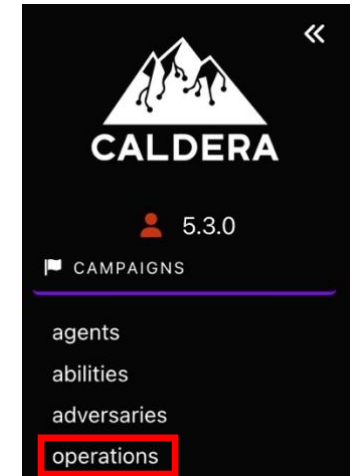 CALDERA
5.3.0
CAMPAIGNS
agents
abilities
adversaries
operations